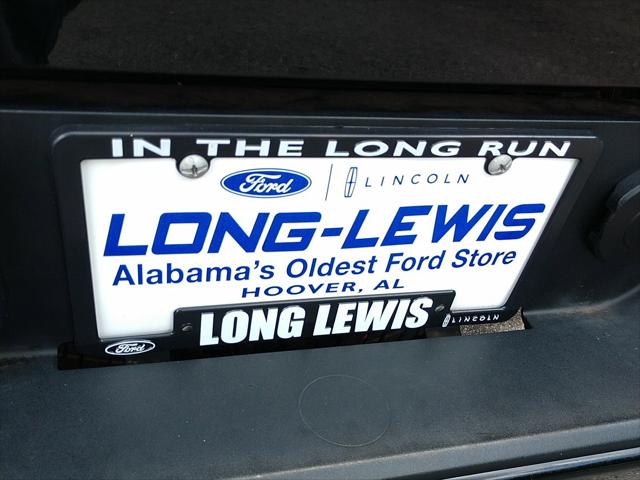 IN THE LONG RUN
Ford LINCOLN
LONG-LEWIS
Alabama's Oldest Ford Store
HOOVER, AL
LONG LEWIS
Ford LINCOLN